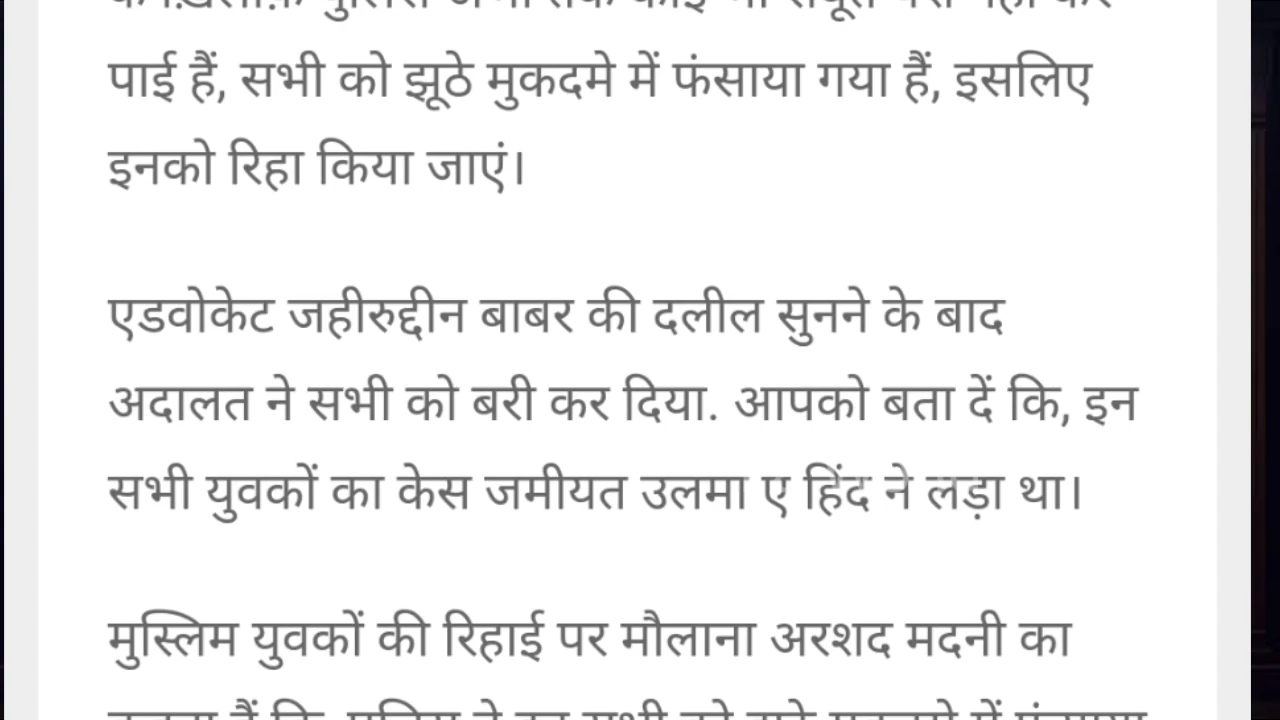 पाई हैं, सभी को झूठे मुकदमे में फंसाया गया हैं, इसलिए
इनको रिहा किया जाएं।
एडवोकेट जहीरुद्दीन बाबर की दलील सुनने के बाद
अदालत ने सभी को बरी कर दिया. आपको बता दें कि, इन
सभी युवकों का केस जमीयत उलमा ए हिंद ने लड़ा था।
मुस्लिम युवकों की रिहाई पर मौलाना अरशद मदनी का